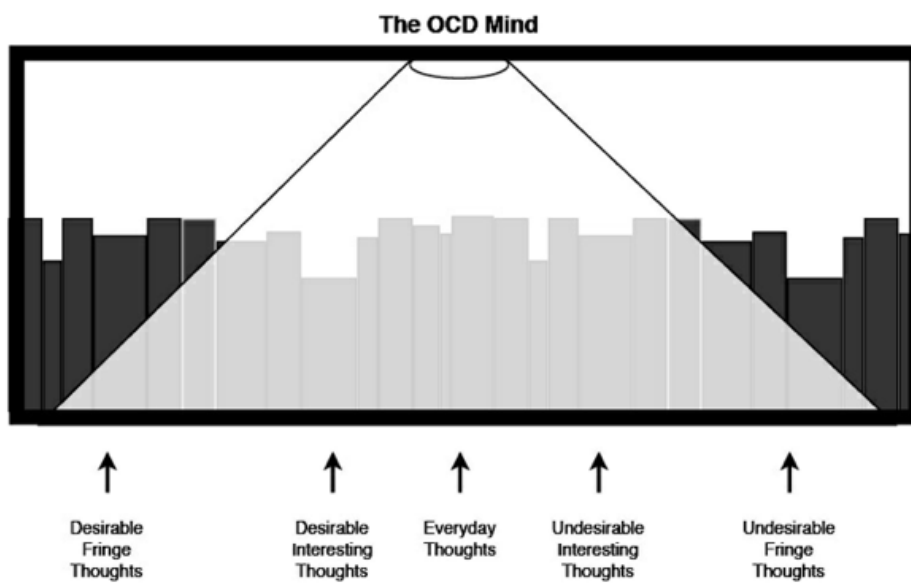 The OCD Mind
Desirable
Fringe
Thoughts
Desirable
Interesting
Thoughts
Everyday
Thoughts
Undesirable
Interesting
Thoughts
Undesirable
Fringe
Thoughts